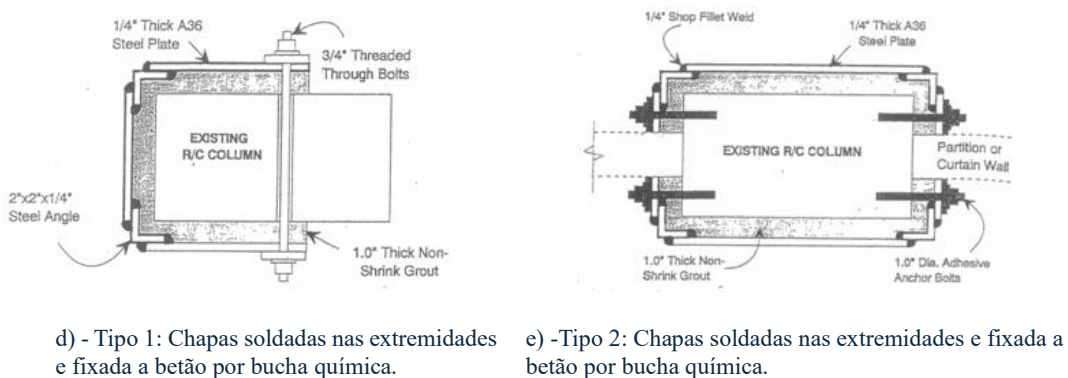 1/4" Thick A36
Steel Plate
3/4" Threaded
Through Bolts
EXISTING
R/C COLUMN
2"x2"x1/4"
Steel Angle
1.0" Thick Non-
Shrink Grout
1/4" Shop Fillet Weld
1/4" Thick A36
Steel Plate
EXISTING R/C COLUMN
Partition or
Curtain Wall
1.0" Thick Non-
Shrink Grout
1.0" Dia. Adhesive
Anchor Bolts
d) - Tipo 1: Chapas soldadas nas extremidades
e fixada a betão por bucha química.
e) -Tipo 2: Chapas soldadas nas extremidades e fixada a
betão por bucha química.